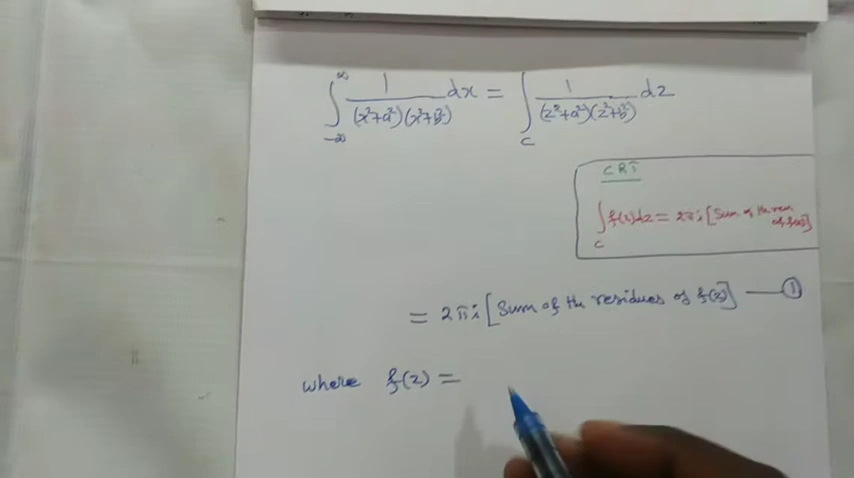 ∫_{-∞}^{∞} 1/((x²+a²)(x²+b²)) dx = ∫_C 1/((z²+a²)(z²+b²)) dz
CRT
∫_C f(z)dz = 2πi [Sum of the res of f(z)]
= 2πi [Sum of the residues of f(z)] — ①
where f(z) =